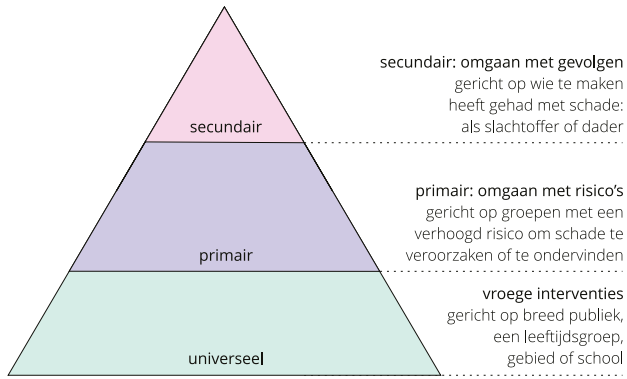 secundair: omgaan met gevolgen
gericht op wie te maken
heeft gehad met schade:
als slachtoffer of dader
secundair
primair: omgaan met risico's
gericht op groepen met een
verhoogd risico om schade te
veroorzaken of te ondervinden
primair
vroege interventies
gericht op breed publiek,
een leeftijdsgroep,
gebied of school
universeel